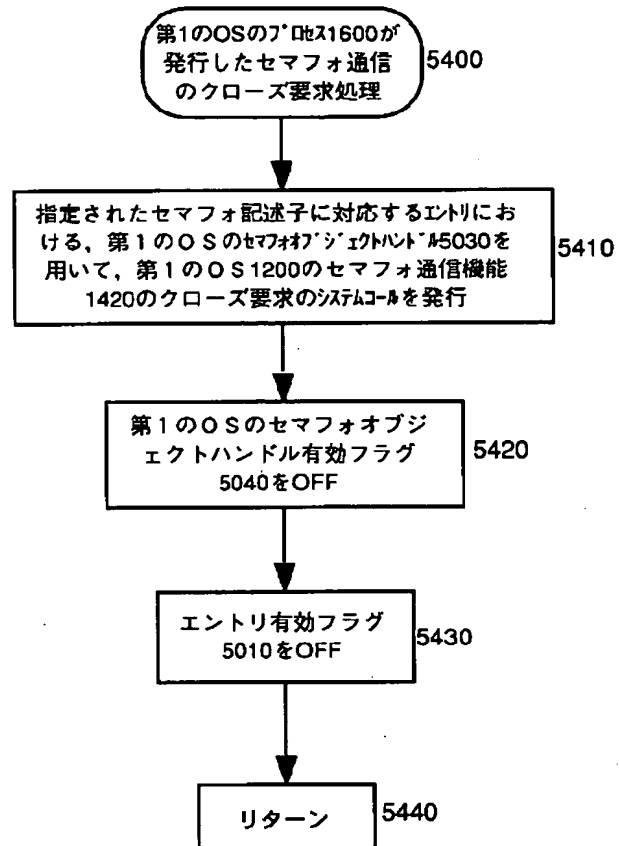 第1のOSのﾌﾟﾛｾｽ1600が
発行したセマフォ通信
のクローズ要求処理
5400
指定されたセマフォ記述子に対応するｴﾝﾄﾘにお
ける，第1のＯＳのｾﾏﾌｫｵﾌﾞｼﾞｪｸﾄﾊﾝﾄﾞﾙ5030を
用いて，第1のOS1200のセマフォ通信機能
1420のクローズ要求のｼｽﾃﾑｺｰﾙを発行
5410
第１のＯＳのセマフォオブジ
ェクトハンドル有効フラグ
5040をOFF
5420
エントリ有効フラグ
5010をOFF
5430
リターン
5440